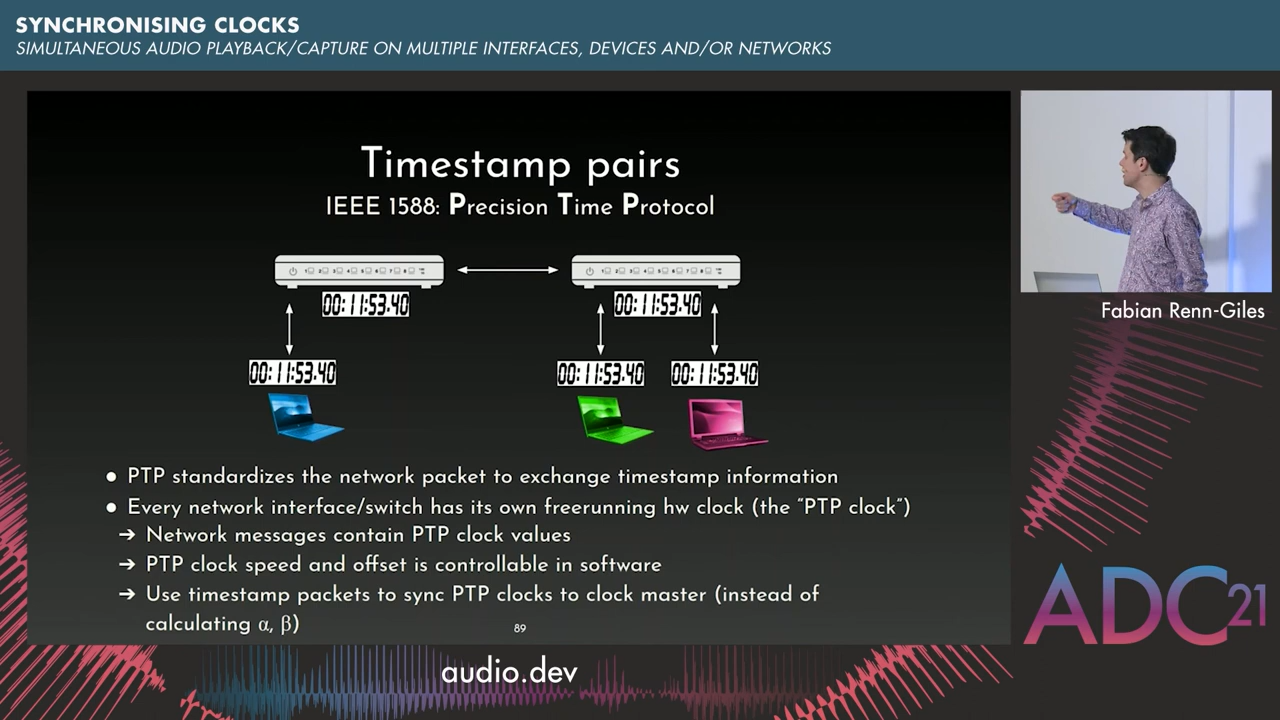 SYNCHRONISING CLOCKS
SIMULTANEOUS AUDIO PLAYBACK/CAPTURE ON MULTIPLE INTERFACES, DEVICES AND/OR NETWORKS
Timestamp pairs
IEEE 1588: Precision Time Protocol
00:11:53.40
00:11:53.40
00:11:53.40
00:11:53.40
00:11:53.40
● PTP standardizes the network packet to exchange timestamp information
● Every network interface/switch has its own freerunning hw clock (the “PTP clock”)
→ Network messages contain PTP clock values
→ PTP clock speed and offset is controllable in software
→ Use timestamp packets to sync PTP clocks to clock master (instead of
calculating α, β)
89
Fabian Renn-Giles
ADC21
audio.dev